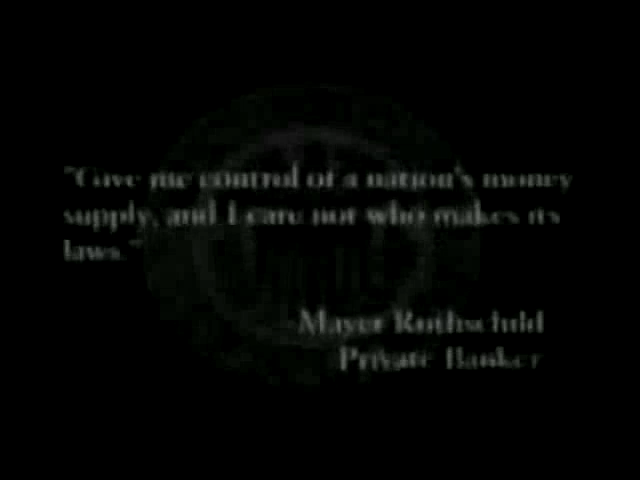 "Give me control of a nation's money
supply, and I care not who makes its
laws."
Mayer Rothschild
Private Banker